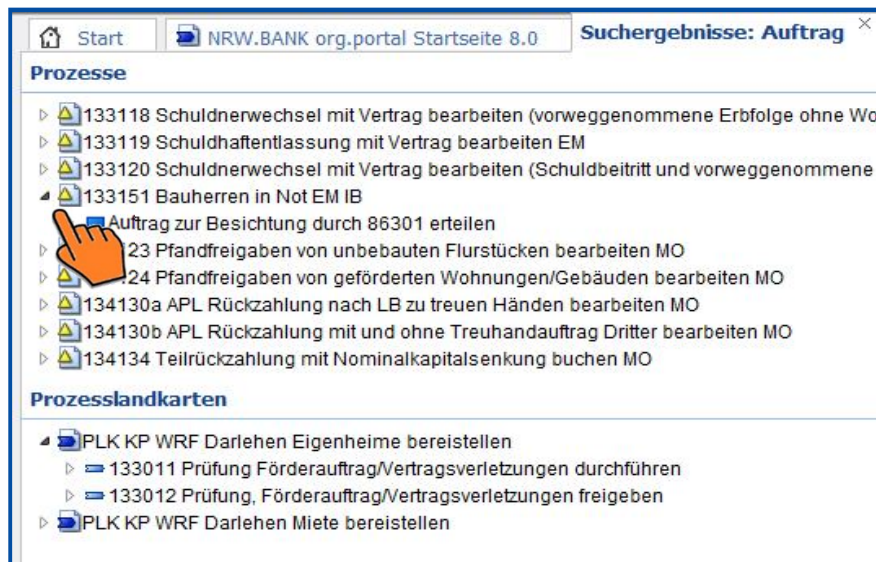 Start
NRW.BANK org.portal Startseite 8.0
Suchergebnisse: Auftrag
Prozesse
133118 Schuldnerwechsel mit Vertrag bearbeiten (vorweggenommene Erbfolge ohne
133119 Schuldhaftentlassung mit Vertrag bearbeiten EM
133120 Schuldnerwechsel mit Vertrag bearbeiten (Schuldbeitritt und vorweggenommene
133151 Bauherren in Not EM IB
Auftrag zur Besichtung durch 86301 erteilen
23 Pfandfreigaben von unbebauten Flurstücken bearbeiten MO
24 Pfandfreigaben von geförderten Wohnungen/Gebäuden bearbeiten MO
134130a APL Rückzahlung nach LB zu treuen Händen bearbeiten MO
134130b APL Rückzahlung mit und ohne Treuhandauftrag Dritter bearbeiten MO
134134 Teilrückzahlung mit Nominalkapitalsenkung buchen MO
Prozesslandkarten
PLK KP WRF Darlehen Eigenheime bereistellen
133011 Prüfung Förderauftrag/Vertragsverletzungen durchführen
133012 Prüfung, Förderauftrag/Vertragsverletzungen freigeben
PLK KP WRF Darlehen Miete bereistellen